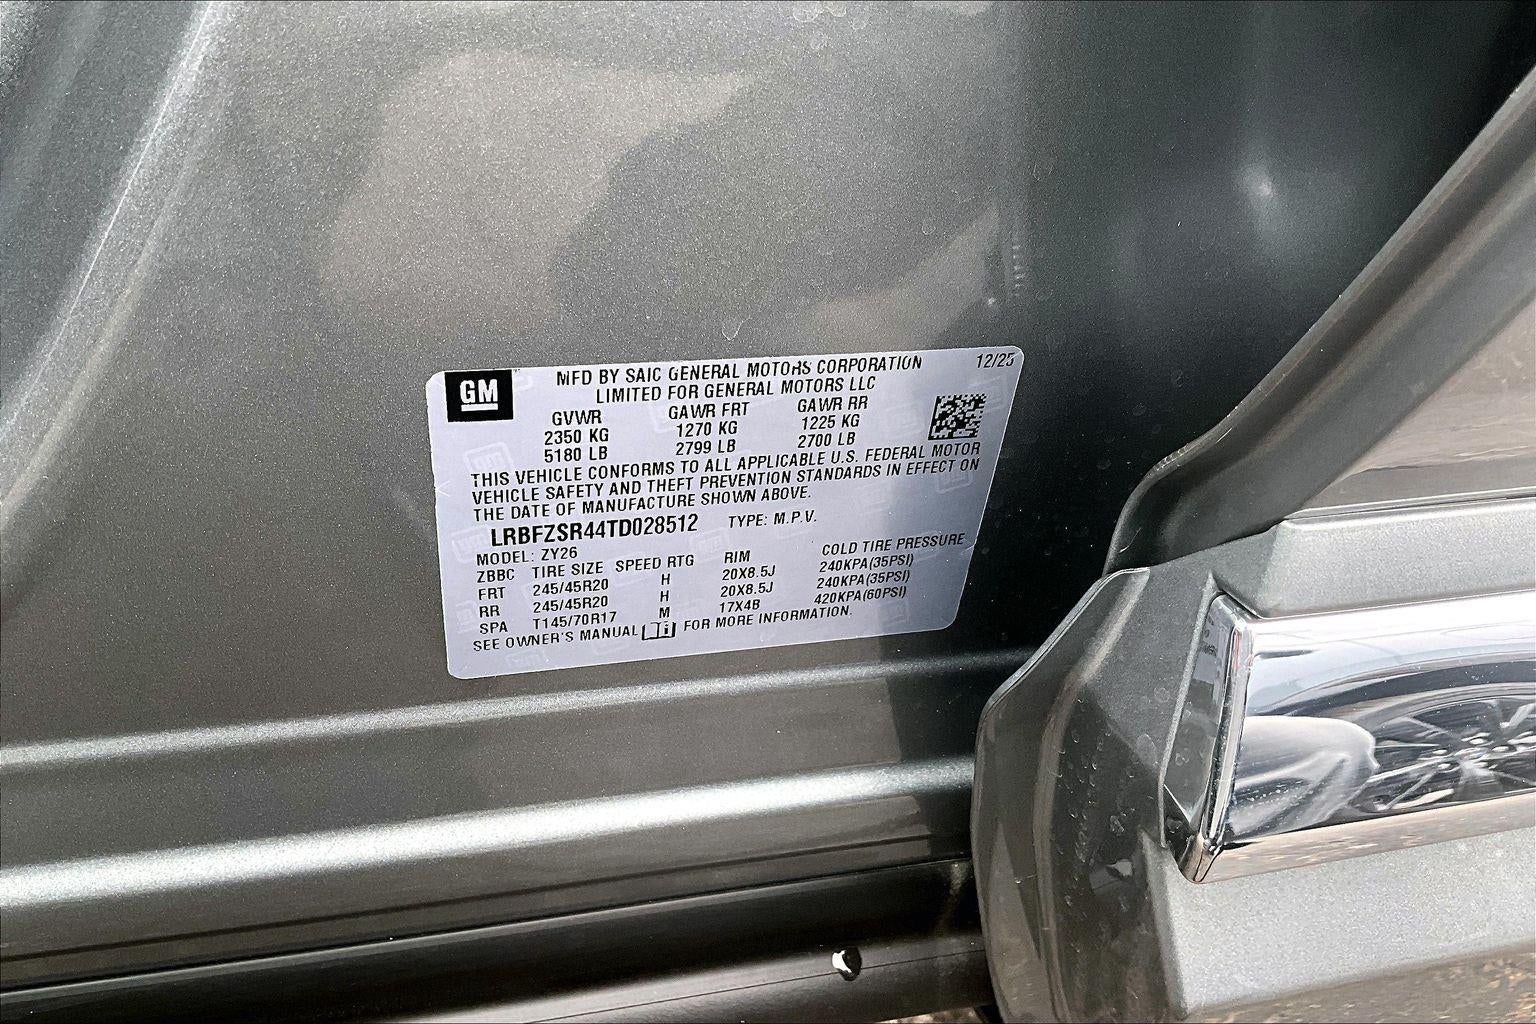 GM
MFD BY SAIC GENERAL MOTORS CORPORATION
LIMITED FOR GENERAL MOTORS LLC
12/25
GVWR GAWR FRT GAWR RR
2350 KG 1270 KG 1225 KG
5180 LB 2799 LB 2700 LB
THIS VEHICLE CONFORMS TO ALL APPLICABLE U.S. FEDERAL MOTOR
VEHICLE SAFETY AND THEFT PREVENTION STANDARDS IN EFFECT ON
THE DATE OF MANUFACTURE SHOWN ABOVE.
LRBFZSR44TD028512 TYPE: M.P.V.
MODEL: ZY26
ZBBC TIRE SIZE SPEED RTG RIM COLD TIRE PRESSURE
FRT 245/45R20 H 20X8.5J 240KPA(35PSI)
RR 245/45R20 H 20X8.5J 240KPA(35PSI)
SPA T145/70R17 M 17X4B 420KPA(60PSI)
SEE OWNER'S MANUAL FOR MORE INFORMATION.